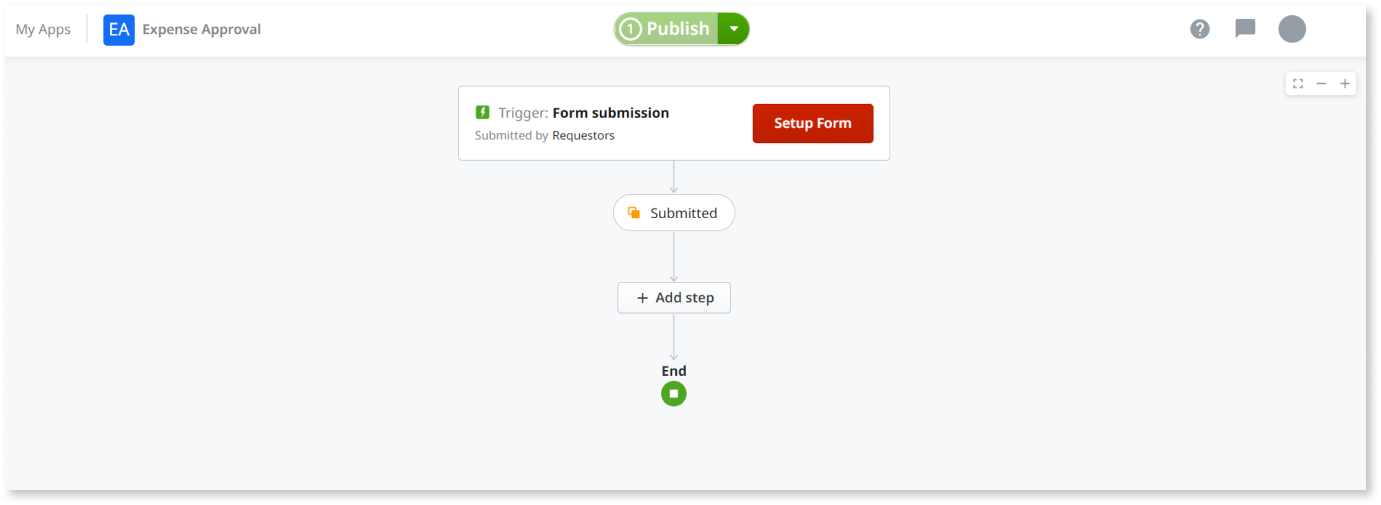 My Apps
EA
Expense Approval
1 Publish
Trigger: Form submission
Submitted by Requestors
Setup Form
Submitted
+ Add step
End